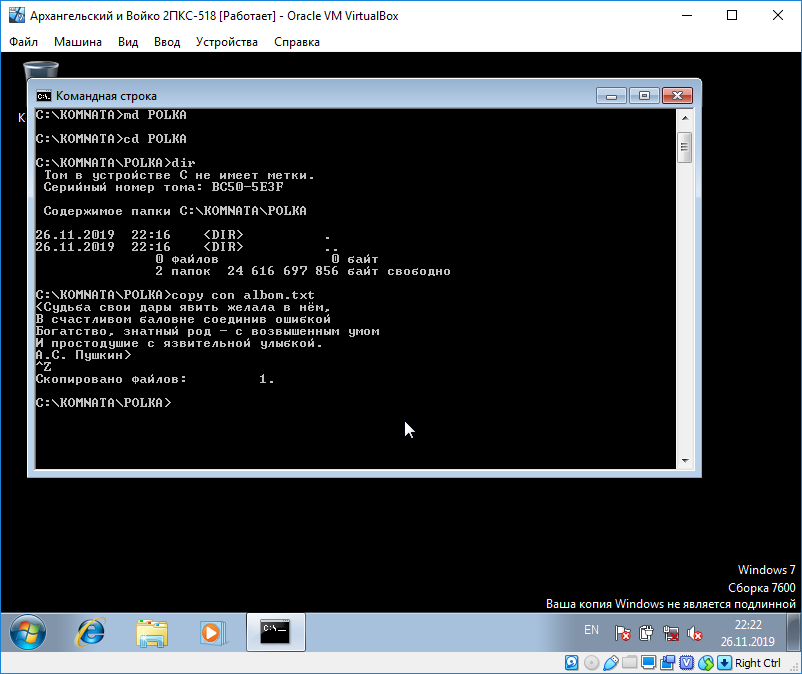 Архангельский и Войко 2ПКС-518 [Работает] - Oracle VM VirtualBox
Файл Машина Вид Ввод Устройства Справка
К
Командная строка
C:\KOMNATA>md POLKA
C:\KOMNATA>cd POLKA
C:\KOMNATA\POLKA>dir
Том в устройстве C не имеет метки.
Серийный номер тома: BC50-5E3F
Содержимое папки C:\KOMNATA\POLKA
26.11.2019 22:16 <DIR> .
26.11.2019 22:16 <DIR> ..
0 файлов 0 байт
2 папок 24 616 697 856 байт свободно
C:\KOMNATA\POLKA>copy con albom.txt
<Судьба свои дары явить желала в нём,
В счастливом баловне соединив ошибкой
Богатство, знатный род - с возвышенным умом
И простодушие с язвительной улыбкой.
А.С. Пушкин>
^Z
Скопировано файлов: 1.
C:\KOMNATA\POLKA>
Windows 7
Сборка 7600
Ваша копия Windows не является подлинной
EN
22:22
26.11.2019
Right Ctrl